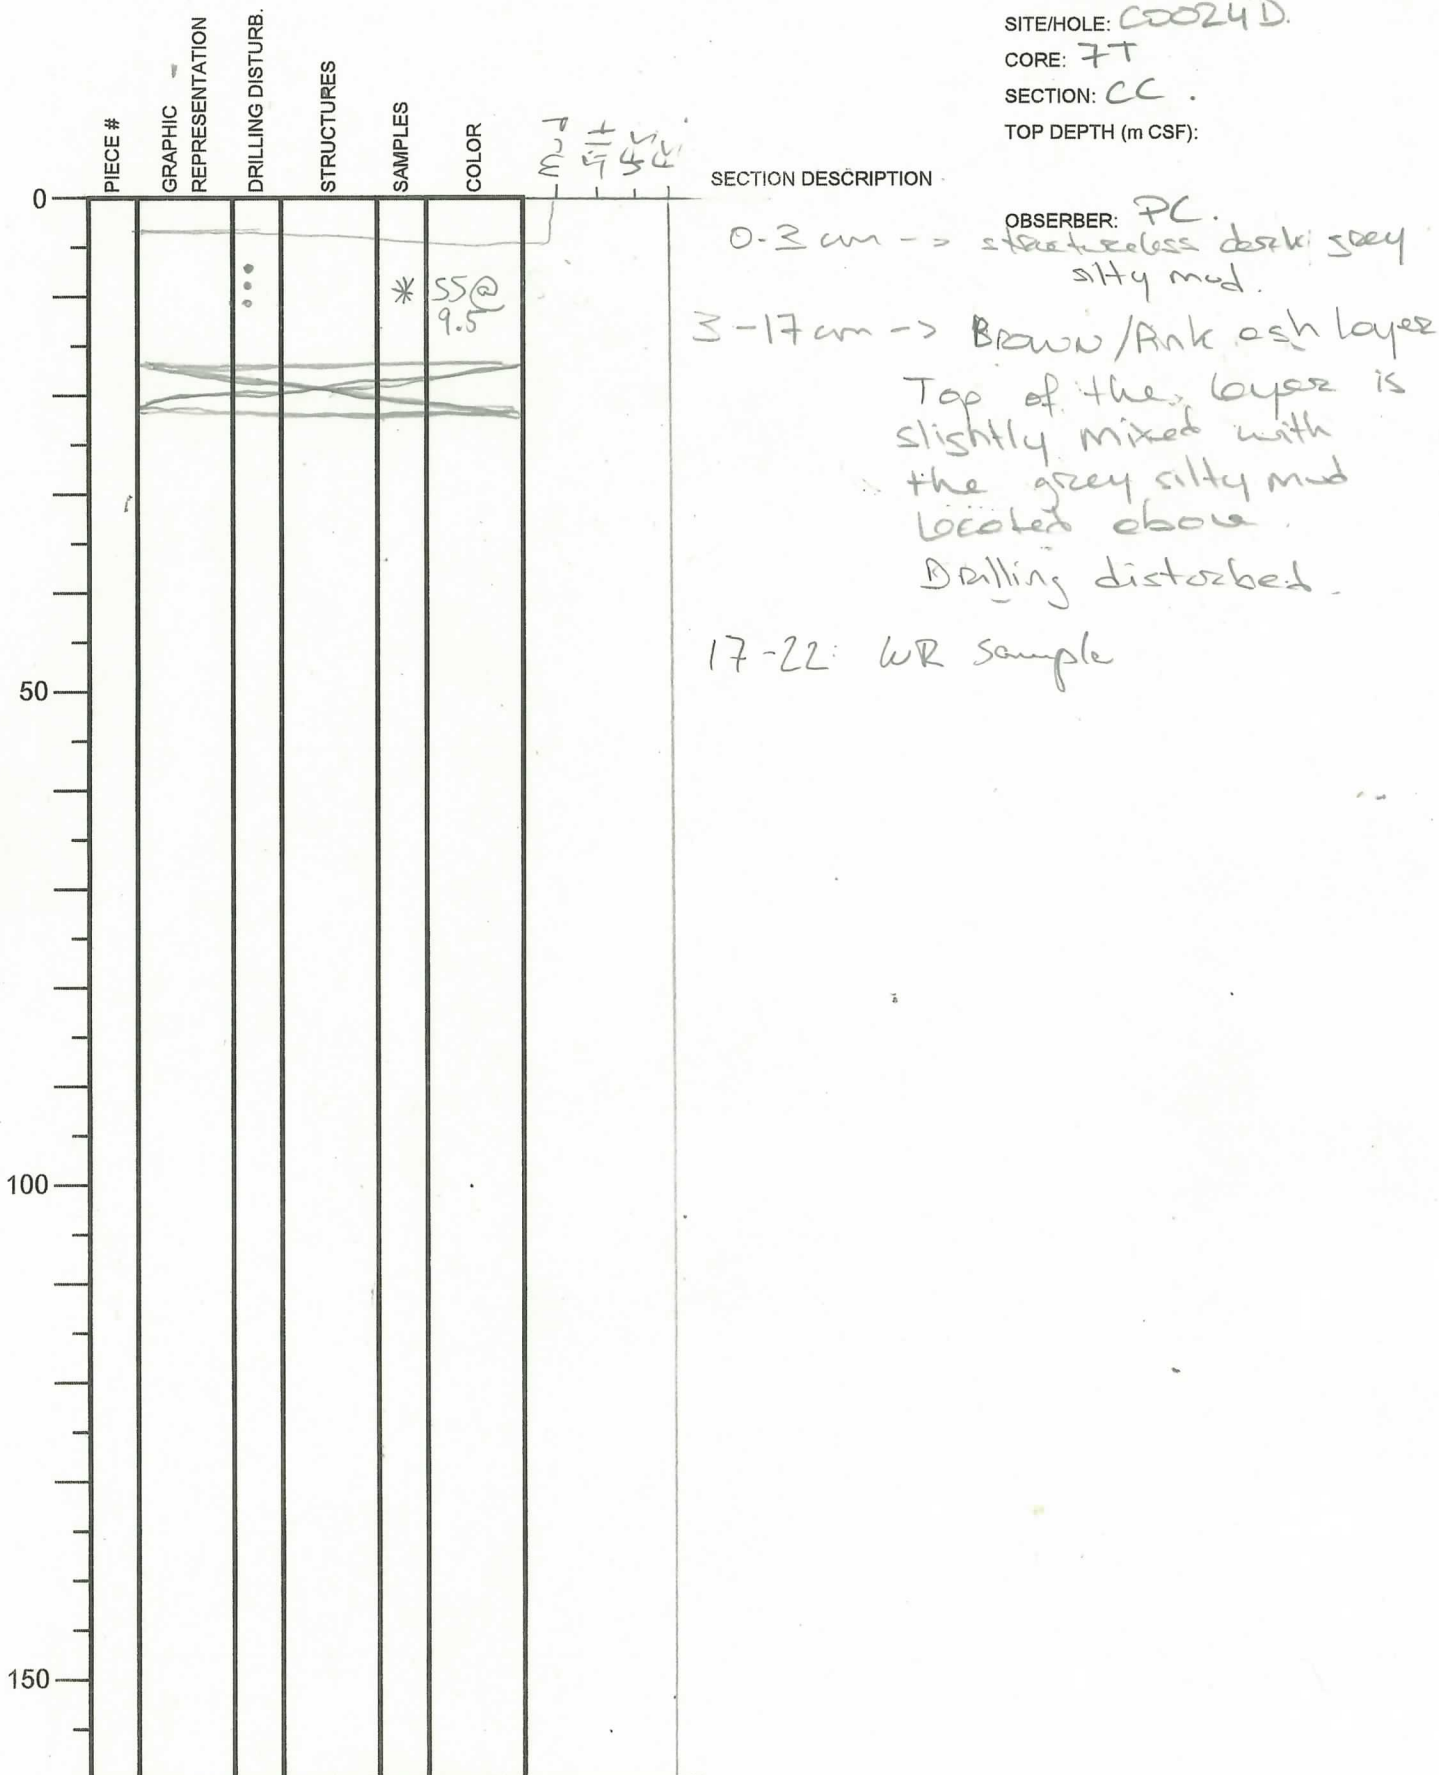 SITE/HOLE: C0024D.
CORE: 7T
SECTION: CC.
TOP DEPTH (m CSF):
PIECE #
GRAPHIC
REPRESENTATION
DRILLING DISTURB.
STRUCTURES
SAMPLES
COLOR
SECTION DESCRIPTION
OBSERBER: PC.
0
0-3 cm -> structureless dark grey
silty mud.
* SS@
9.5
3-17 cm -> Brown/Pink ash layer
Top of the layer is
slightly mixed with
the grey silty mud
located above.
Drilling disturbed.
17-22: WR Sample
50
100
150